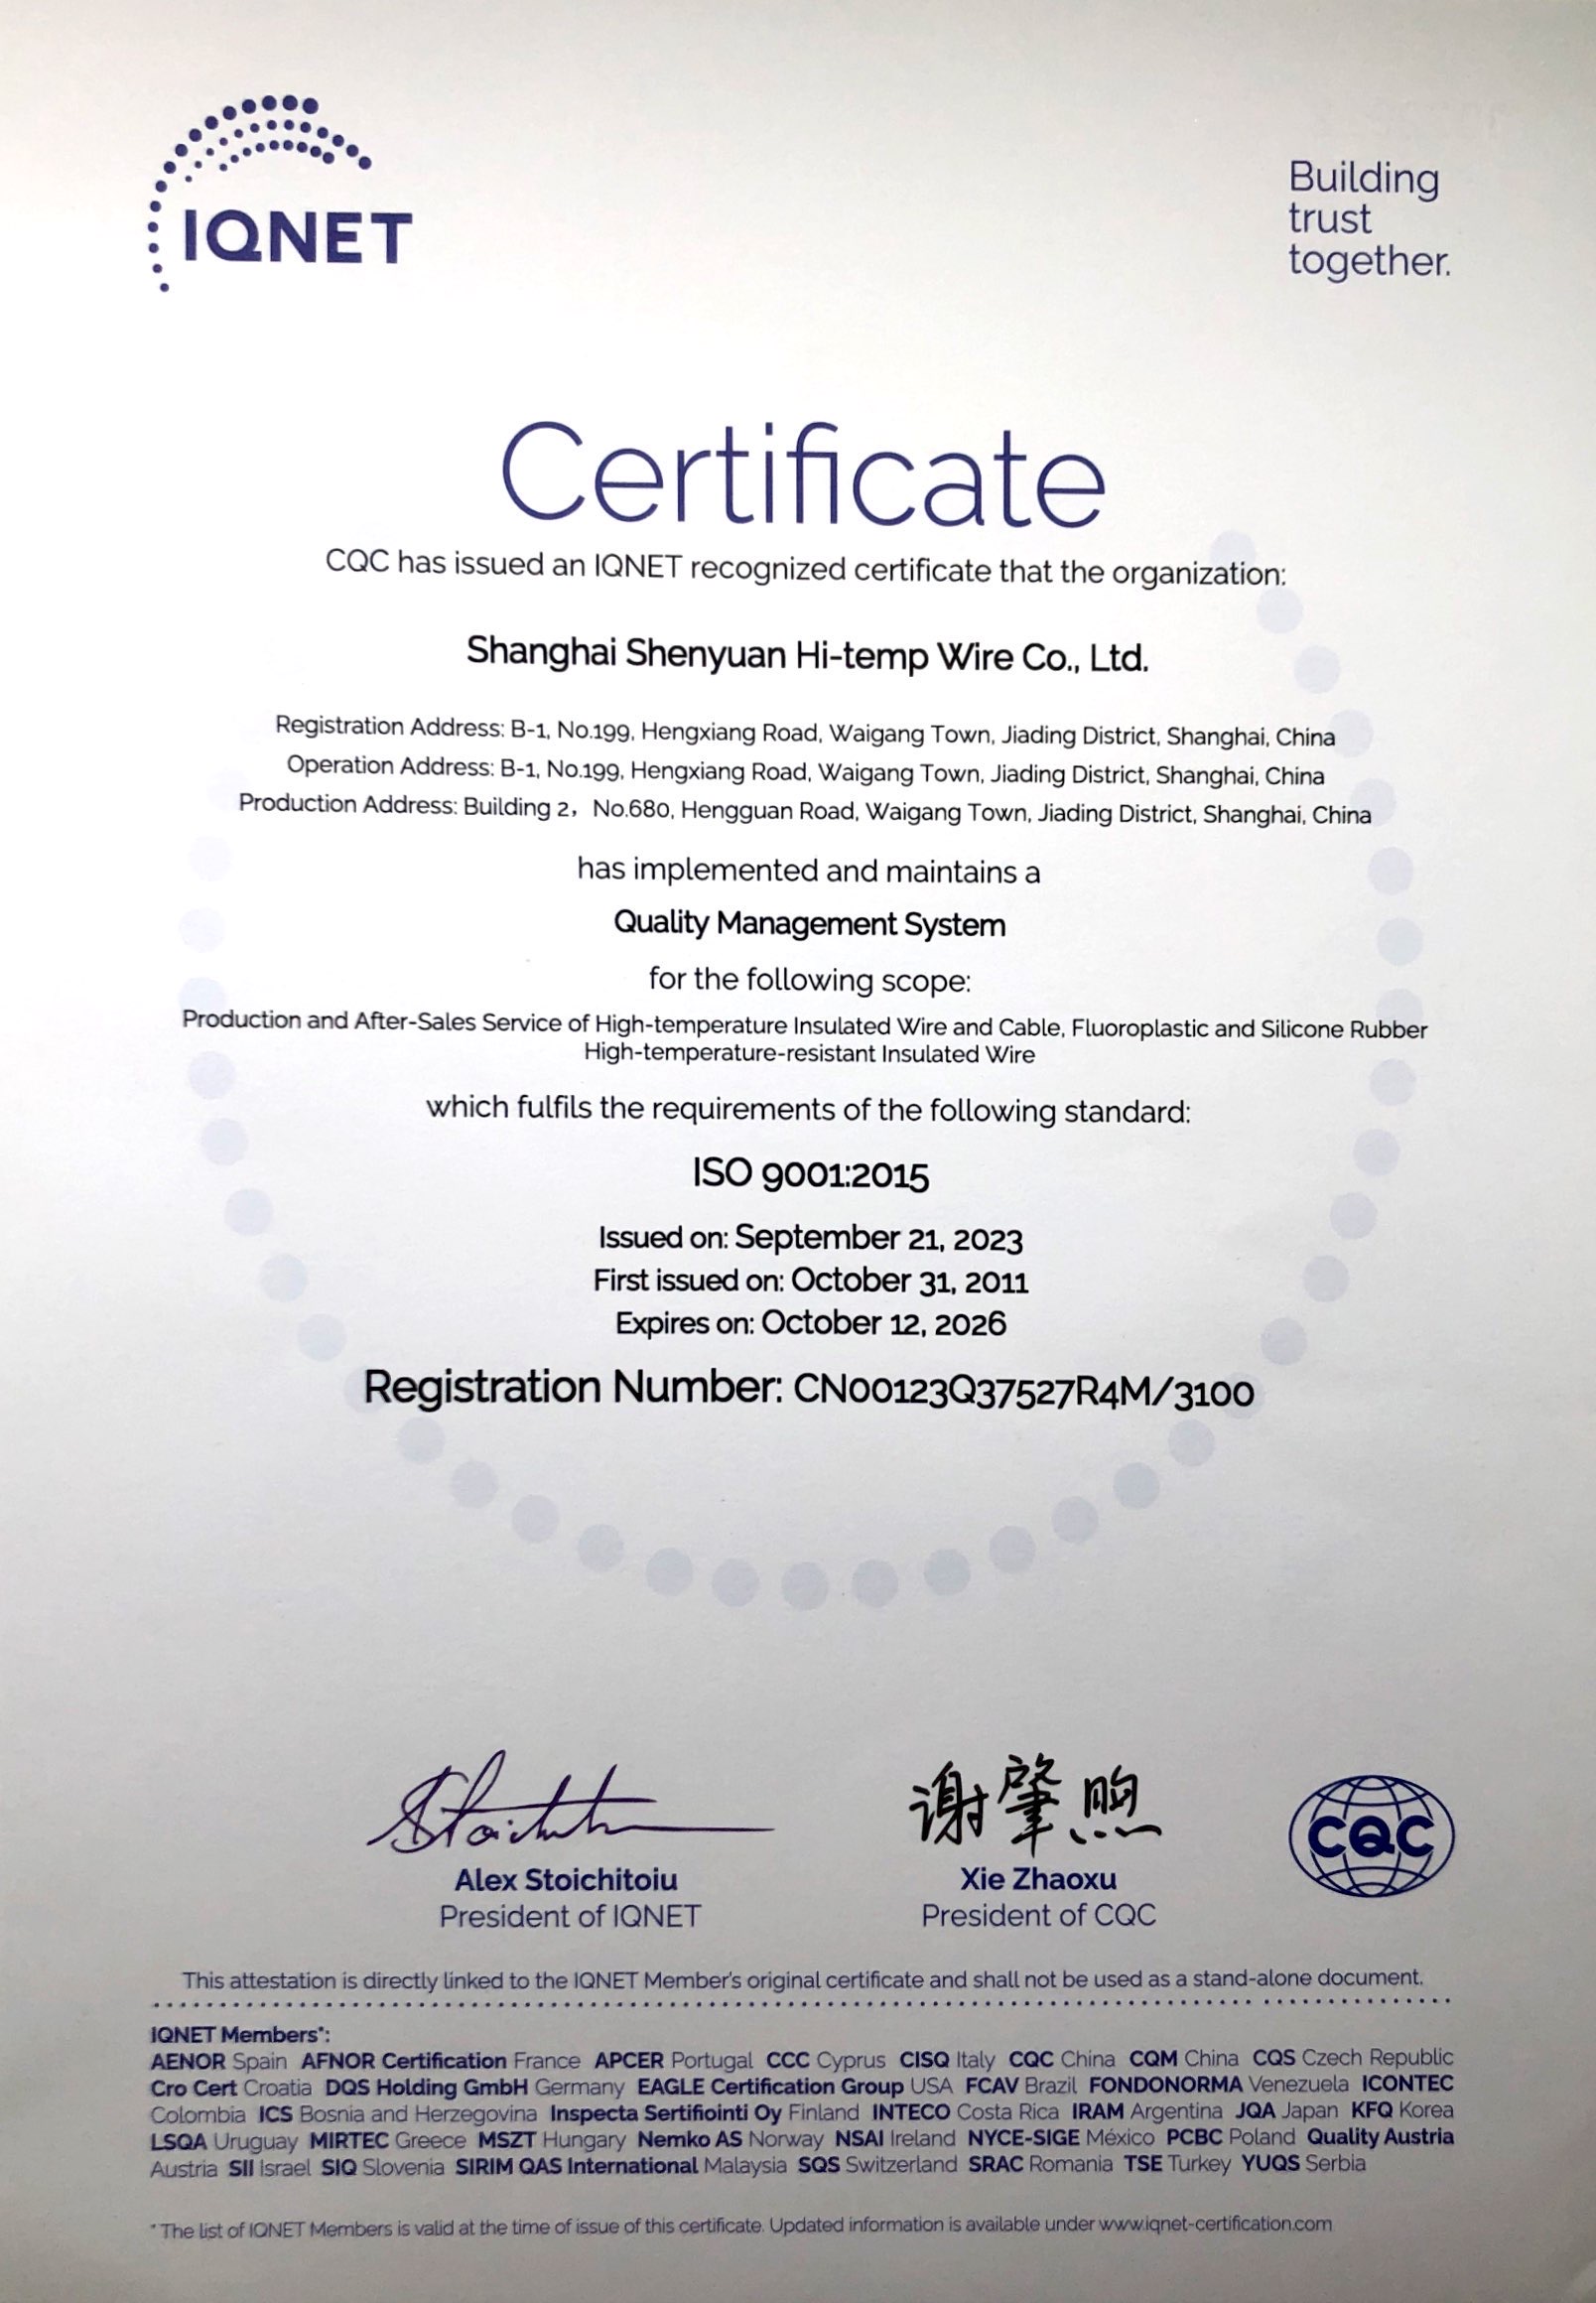 IQNET
Building
trust
together.
Certificate
CQC has issued an IQNET recognized certificate that the organization:
Shanghai Shenyuan Hi-temp Wire Co., Ltd.
Registration Address: B-1, No.199, Hengxiang Road, Waigang Town, Jiading District, Shanghai, China
Operation Address: B-1, No.199, Hengxiang Road, Waigang Town, Jiading District, Shanghai, China
Production Address: Building 2，No.680, Hengguan Road, Waigang Town, Jiading District, Shanghai, China
has implemented and maintains a
Quality Management System
for the following scope:
Production and After-Sales Service of High-temperature Insulated Wire and Cable, Fluoroplastic and Silicone Rubber
High-temperature-resistant Insulated Wire
which fulfils the requirements of the following standard:
ISO 9001:2015
Issued on: September 21, 2023
First issued on: October 31, 2011
Expires on: October 12, 2026
Registration Number: CN00123Q37527R4M/3100
Stoichitoiu
谢肇煦
CQC
Alex Stoichitoiu
Xie Zhaoxu
President of IQNET
President of CQC
This attestation is directly linked to the IQNET Member's original certificate and shall not be used as a stand-alone document.
IQNET Members*:
AENOR Spain AFNOR Certification France APCER Portugal CCC Cyprus CISQ Italy CQC China CQM China CQS Czech Republic
Cro Cert Croatia DQS Holding GmbH Germany EAGLE Certification Group USA FCAV Brazil FONDONORMA Venezuela ICONTEC
Colombia ICS Bosnia and Herzegovina Inspecta Sertifiointi Oy Finland INTECO Costa Rica IRAM Argentina JQA Japan KFQ Korea
LSQA Uruguay MIRTEC Greece MSZT Hungary Nemko AS Norway NSAI Ireland NYCE-SIGE México PCBC Poland Quality Austria
Austria SII Israel SIQ Slovenia SIRIM QAS International Malaysia SQS Switzerland SRAC Romania TSE Turkey YUQS Serbia
* The list of IQNET Members is valid at the time of issue of this certificate. Updated information is available under www.iqnet-certification.com